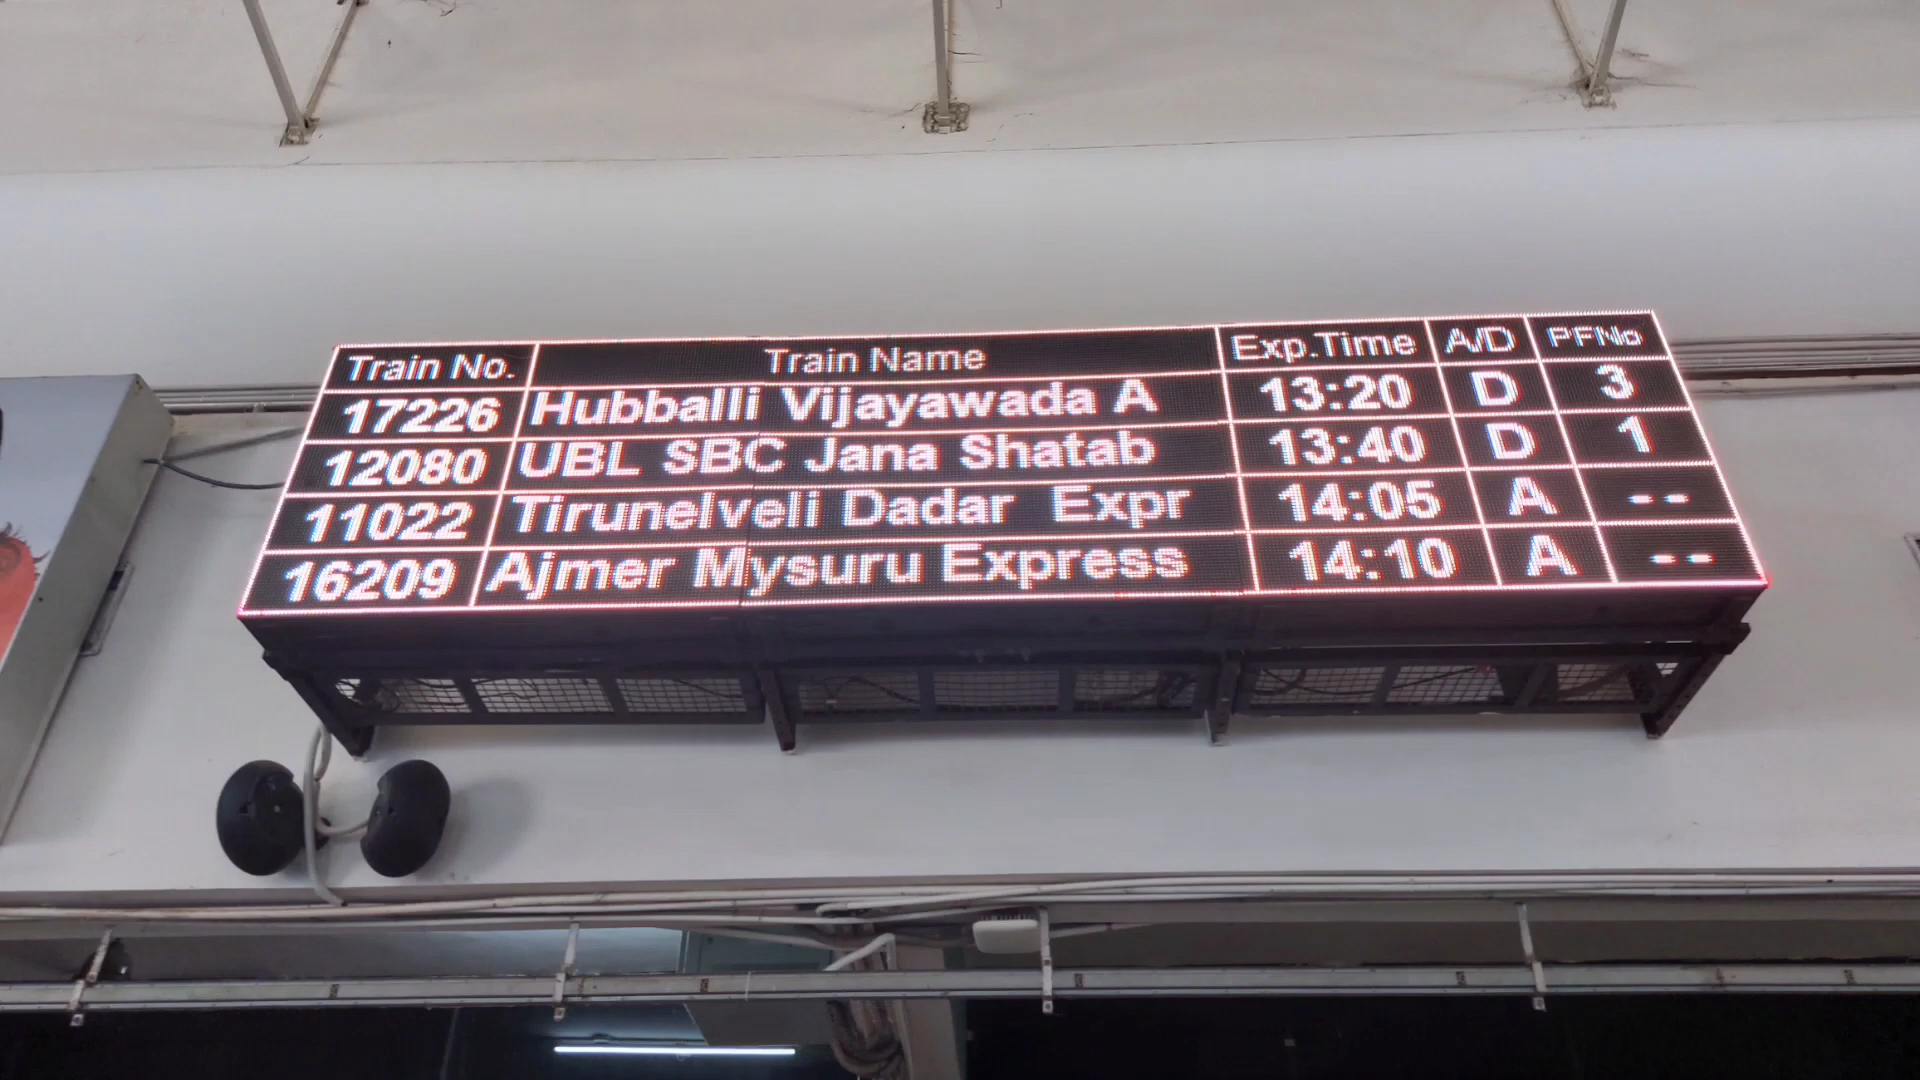 Train No. Train Name Exp.Time A/D PFNo
17226 Hubballi Vijayawada A 13:20 D 3
12080 UBL SBC Jana Shatab 13:40 D 1
11022 Tirunelveli Dadar Expr 14:05 A --
16209 Ajmer Mysuru Express 14:10 A --